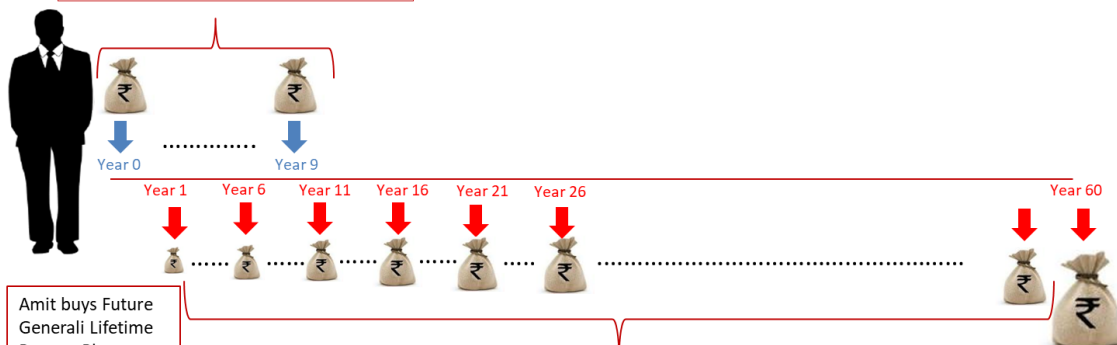 ₹ ₹
Year 0 .............. Year 9
Year 1 Year 6 Year 11 Year 16 Year 21 Year 26 Year 60
₹ ₹ ₹ ₹ ₹ ₹ ₹ ₹
Amit buys Future
Generali Lifetime